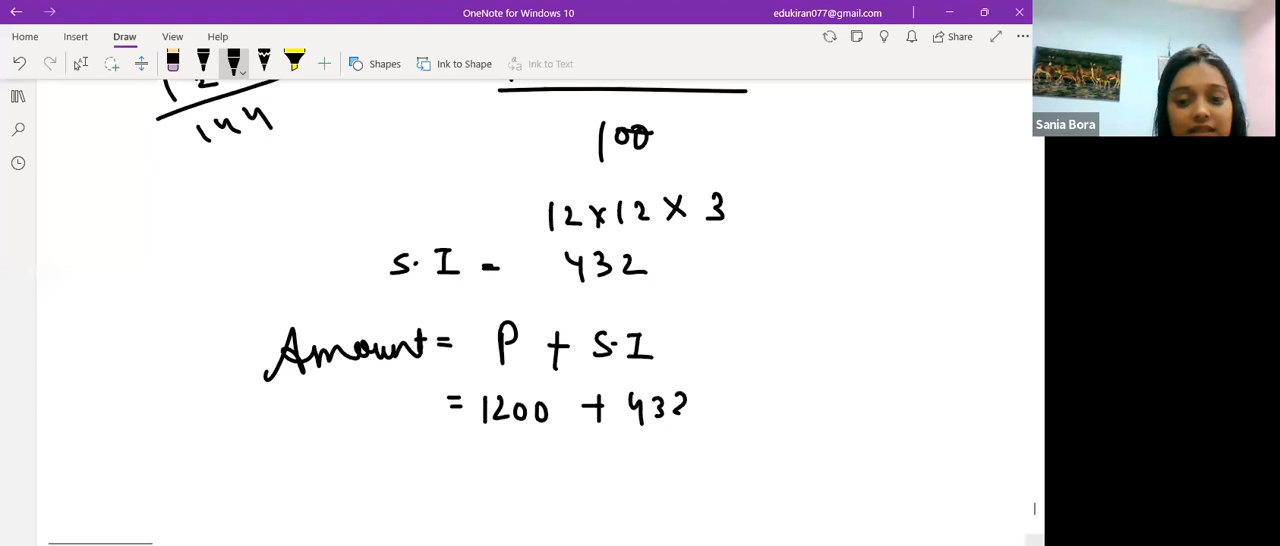 OneNote for Windows 10
edukiran077@gmail.com
Home Insert Draw View Help
Share
Shapes Ink to Shape Ink to Text
Sania Bora
144
100
12 x 12 x 3
S.I = 432
Amount = P + S.I
= 1200 + 432